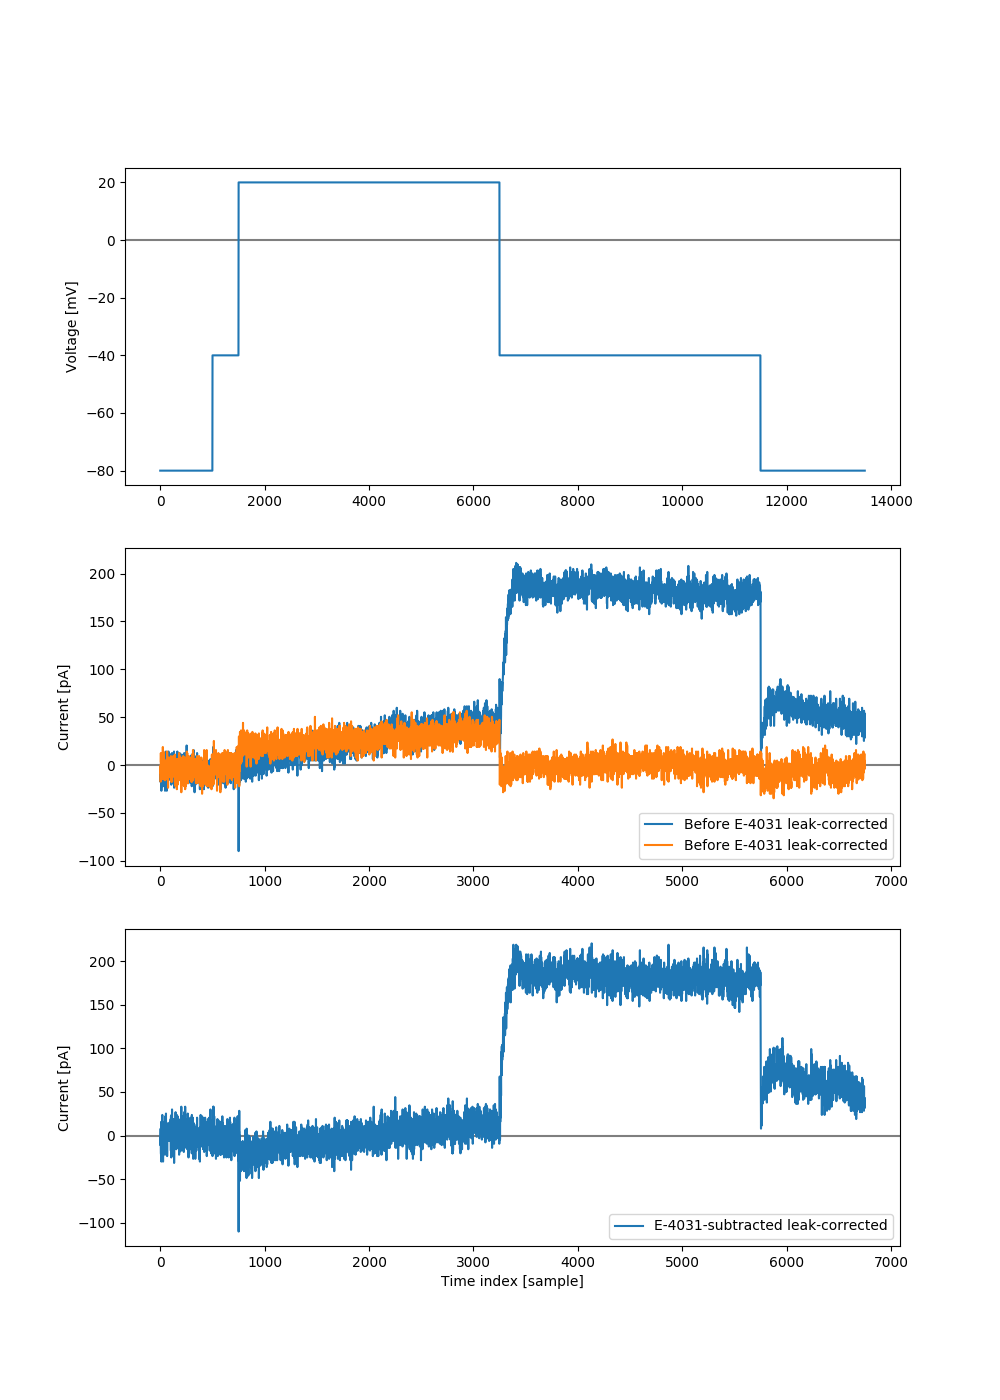 20
0
−20
−40
−60
−80
Voltage [mV]
0 2000 4000 6000 8000 10000 12000 14000
200
150
100
50
0
−50
−100
Current [pA]
Before E-4031 leak-corrected
Before E-4031 leak-corrected
0 1000 2000 3000 4000 5000 6000 7000
200
150
100
50
0
−50
−100
Current [pA]
E-4031-subtracted leak-corrected
0 1000 2000 3000 4000 5000 6000 7000
Time index [sample]